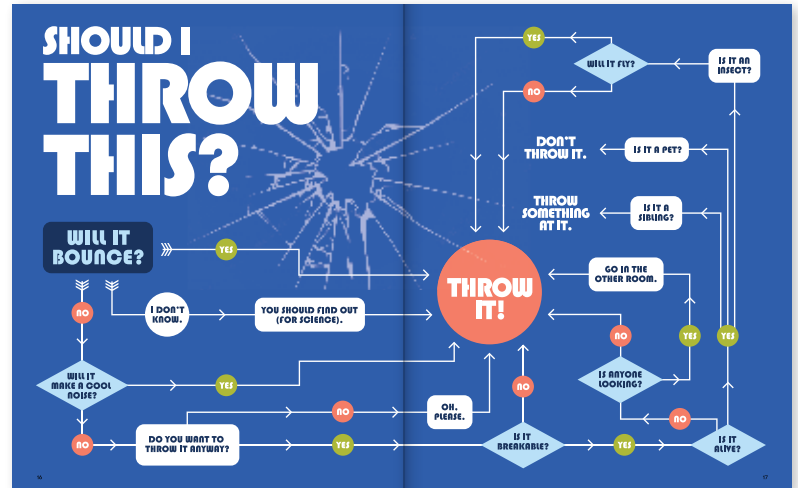 SHOULD I
THROW
THIS?
WILL IT
BOUNCE?
YES
NO
I DON'T
KNOW.
YOU SHOULD FIND OUT
(FOR SCIENCE).
WILL IT
MAKE A COOL
NOISE?
YES
NO
DO YOU WANT TO
THROW IT ANYWAY?
NO
YES
OH,
PLEASE.
THROW
IT!
IS IT
BREAKABLE?
NO
YES
IS IT
ALIVE?
NO
YES
IS ANYONE
LOOKING?
NO
YES
GO IN THE
OTHER ROOM.
IS IT A
SIBLING?
THROW
SOMETHING
AT IT.
IS IT A PET?
DON'T
THROW IT.
IS IT AN
INSECT?
WILL IT FLY?
YES
NO
16
17